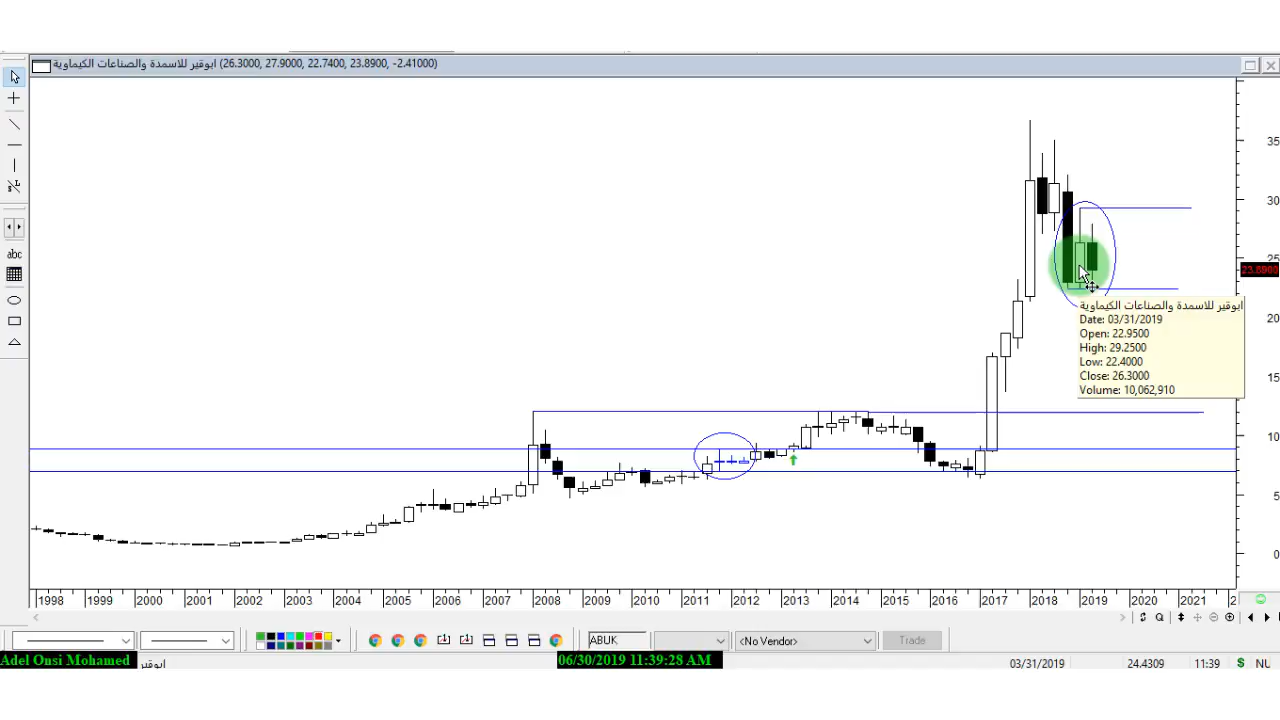 ابوقير للاسمدة والصناعات الكيماوية (26.3000, 27.9000, 22.7400, 23.8900, -2.41000)
35
30
25
23.8900
20
15
10
5
0
abc
ابوقير للاسمدة والصناعات الكيماوية
Date: 03/31/2019
Open: 22.9500
High: 29.2500
Low: 22.4000
Close: 26.3000
Volume: 10,062,910
1998 1999 2000 2001 2002 2003 2004 2005 2006 2007 2008 2009 2010 2011 2012 2013 2014 2015 2016 2017 2018 2019 2020 2021 2
ABUK <No Vendor> Trade
Adel Onsi Mohamed ابوقير 06/30/2019 11:39:28 AM 03/31/2019 24.4309 11:39 $ NU